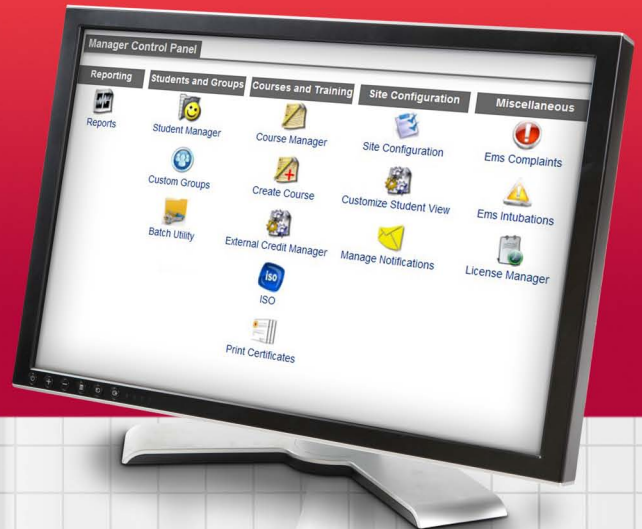 Manager Control Panel
Reporting
Reports
Students and Groups
Student Manager
Custom Groups
Batch Utility
Courses and Training
Course Manager
Create Course
External Credit Manager
iso
ISO
Print Certificates
Site Configuration
Site Configuration
Customize Student View
Manage Notifications
Miscellaneous
Ems Complaints
Ems Intubations
License Manager